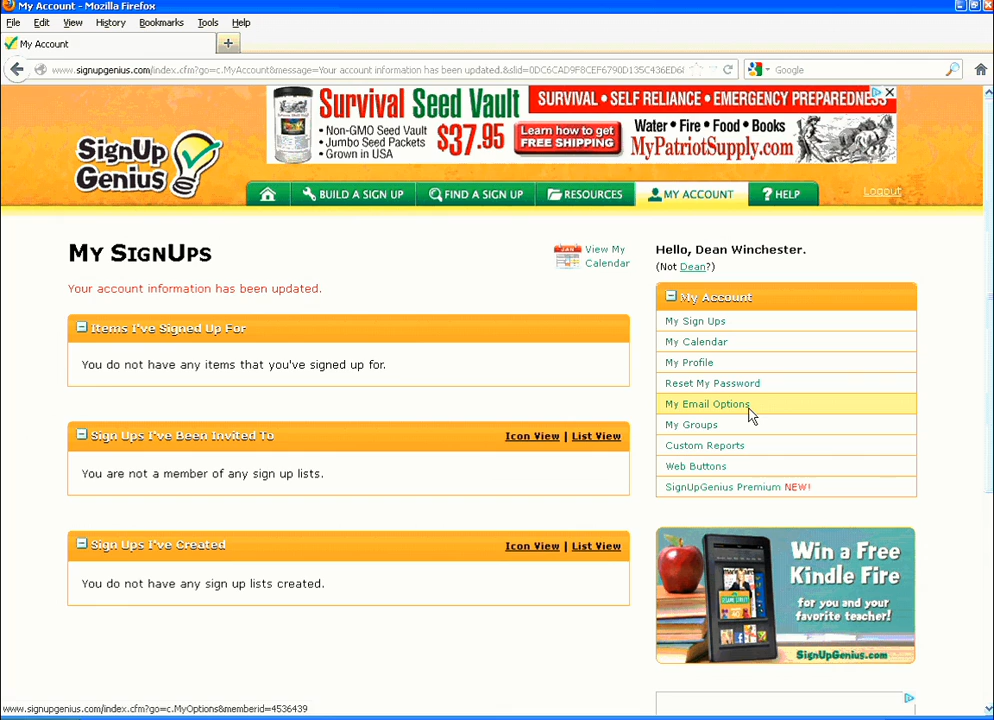 My Account - Mozilla Firefox
File Edit View History Bookmarks Tools Help
My Account
www.signupgenius.com/index.cfm?go=c.MyAccount&message=Your account information has been updated.&slid=0DC6CAD9F8CEF6790D135C436ED6
Google
Survival Seed Vault
• Non-GMO Seed Vault
• Jumbo Seed Packets
• Grown in USA
$37.95
Learn how to get
FREE SHIPPING
SURVIVAL • SELF RELIANCE • EMERGENCY PREPAREDNESS
Water • Fire • Food • Books
MyPatriotSupply.com
SignUp
Genius
BUILD A SIGN UP
FIND A SIGN UP
RESOURCES
MY ACCOUNT
? HELP
Logout
My SignUps
View My
Calendar
Your account information has been updated.
Items I've Signed Up For
You do not have any items that you've signed up for.
Sign Ups I've Been Invited To
Icon View | List View
You are not a member of any sign up lists.
Sign Ups I've Created
Icon View | List View
You do not have any sign up lists created.
Hello, Dean Winchester.
(Not Dean?)
My Account
My Sign Ups
My Calendar
My Profile
Reset My Password
My Email Options
My Groups
Custom Reports
Web Buttons
SignUpGenius Premium NEW!
Win a Free
Kindle Fire
for you and your
favorite teacher!
SignUpGenius.com
www.signupgenius.com/index.cfm?go=c.MyOptions&memberid=4536439